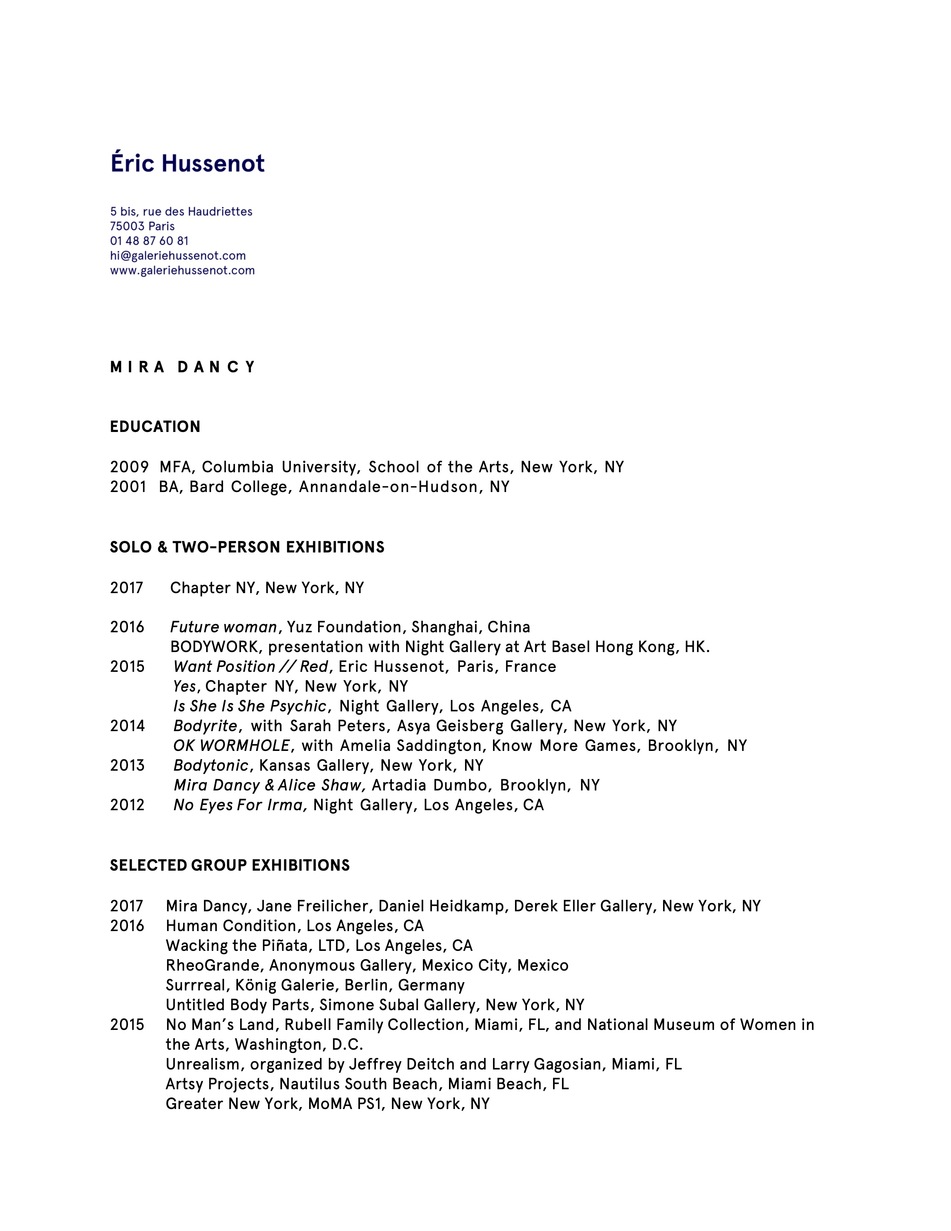 Éric Hussenot
5 bis, rue des Haudriettes
75003 Paris
01 48 87 60 81
hi@galeriehussenot.com
www.galeriehussenot.com
MIRA DANCY
EDUCATION
2009 MFA, Columbia University, School of the Arts, New York, NY
2001 BA, Bard College, Annandale-on-Hudson, NY
SOLO & TWO-PERSON EXHIBITIONS
2017 Chapter NY, New York, NY
2016 Future woman, Yuz Foundation, Shanghai, China
BODYWORK, presentation with Night Gallery at Art Basel Hong Kong, HK.
2015 Want Position // Red, Eric Hussenot, Paris, France
Yes, Chapter NY, New York, NY
Is She Is She Psychic, Night Gallery, Los Angeles, CA
2014 Bodyrite, with Sarah Peters, Asya Geisberg Gallery, New York, NY
OK WORMHOLE, with Amelia Saddington, Know More Games, Brooklyn, NY
2013 Bodytonic, Kansas Gallery, New York, NY
Mira Dancy & Alice Shaw, Artadia Dumbo, Brooklyn, NY
2012 No Eyes For Irma, Night Gallery, Los Angeles, CA
SELECTED GROUP EXHIBITIONS
2017 Mira Dancy, Jane Freilicher, Daniel Heidkamp, Derek Eller Gallery, New York, NY
2016 Human Condition, Los Angeles, CA
Wacking the Piñata, LTD, Los Angeles, CA
RheoGrande, Anonymous Gallery, Mexico City, Mexico
Surrreal, König Galerie, Berlin, Germany
Untitled Body Parts, Simone Subal Gallery, New York, NY
2015 No Man's Land, Rubell Family Collection, Miami, FL, and National Museum of Women in
the Arts, Washington, D.C.
Unrealism, organized by Jeffrey Deitch and Larry Gagosian, Miami, FL
Artsy Projects, Nautilus South Beach, Miami Beach, FL
Greater New York, MoMA PS1, New York, NY